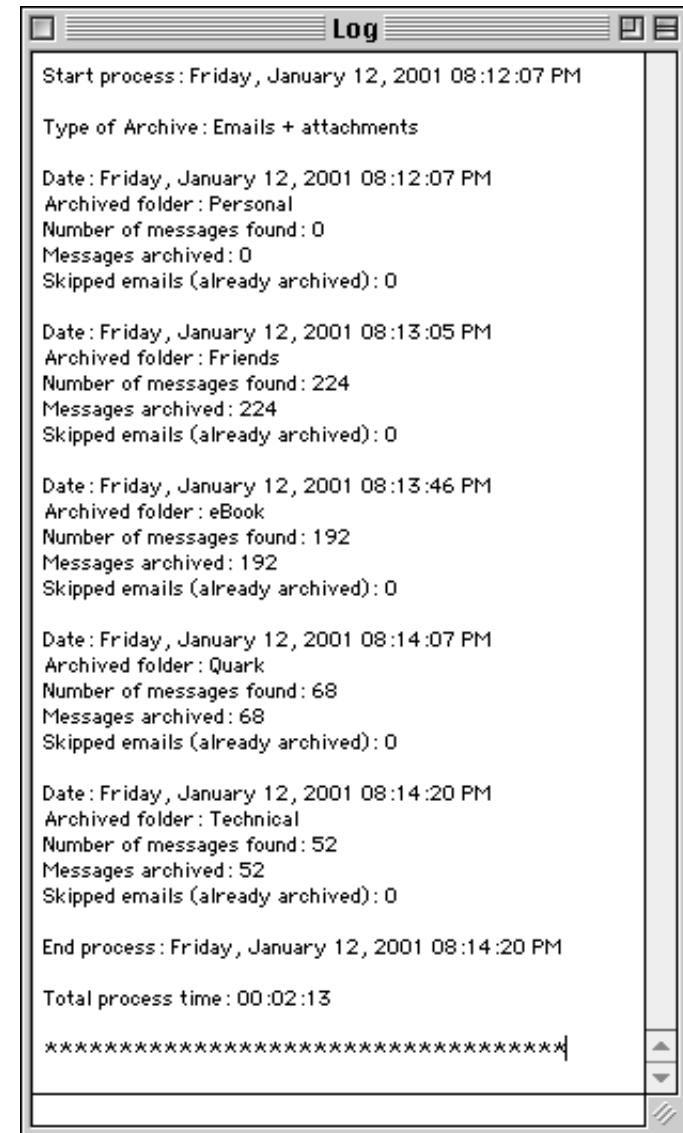 Log
Start process: Friday, January 12, 2001 08:12:07 PM
Type of Archive: Emails + attachments
Date: Friday, January 12, 2001 08:12:07 PM
Archived folder: Personal
Number of messages found: 0
Messages archived: 0
Skipped emails (already archived): 0
Date: Friday, January 12, 2001 08:13:05 PM
Archived folder: Friends
Number of messages found: 224
Messages archived: 224
Skipped emails (already archived): 0
Date: Friday, January 12, 2001 08:13:46 PM
Archived folder: eBook
Number of messages found: 192
Messages archived: 192
Skipped emails (already archived): 0
Date: Friday, January 12, 2001 08:14:07 PM
Archived folder: Quark
Number of messages found: 68
Messages archived: 68
Skipped emails (already archived): 0
Date: Friday, January 12, 2001 08:14:20 PM
Archived folder: Technical
Number of messages found: 52
Messages archived: 52
Skipped emails (already archived): 0
End process: Friday, January 12, 2001 08:14:20 PM
Total process time: 00:02:13
***********************************